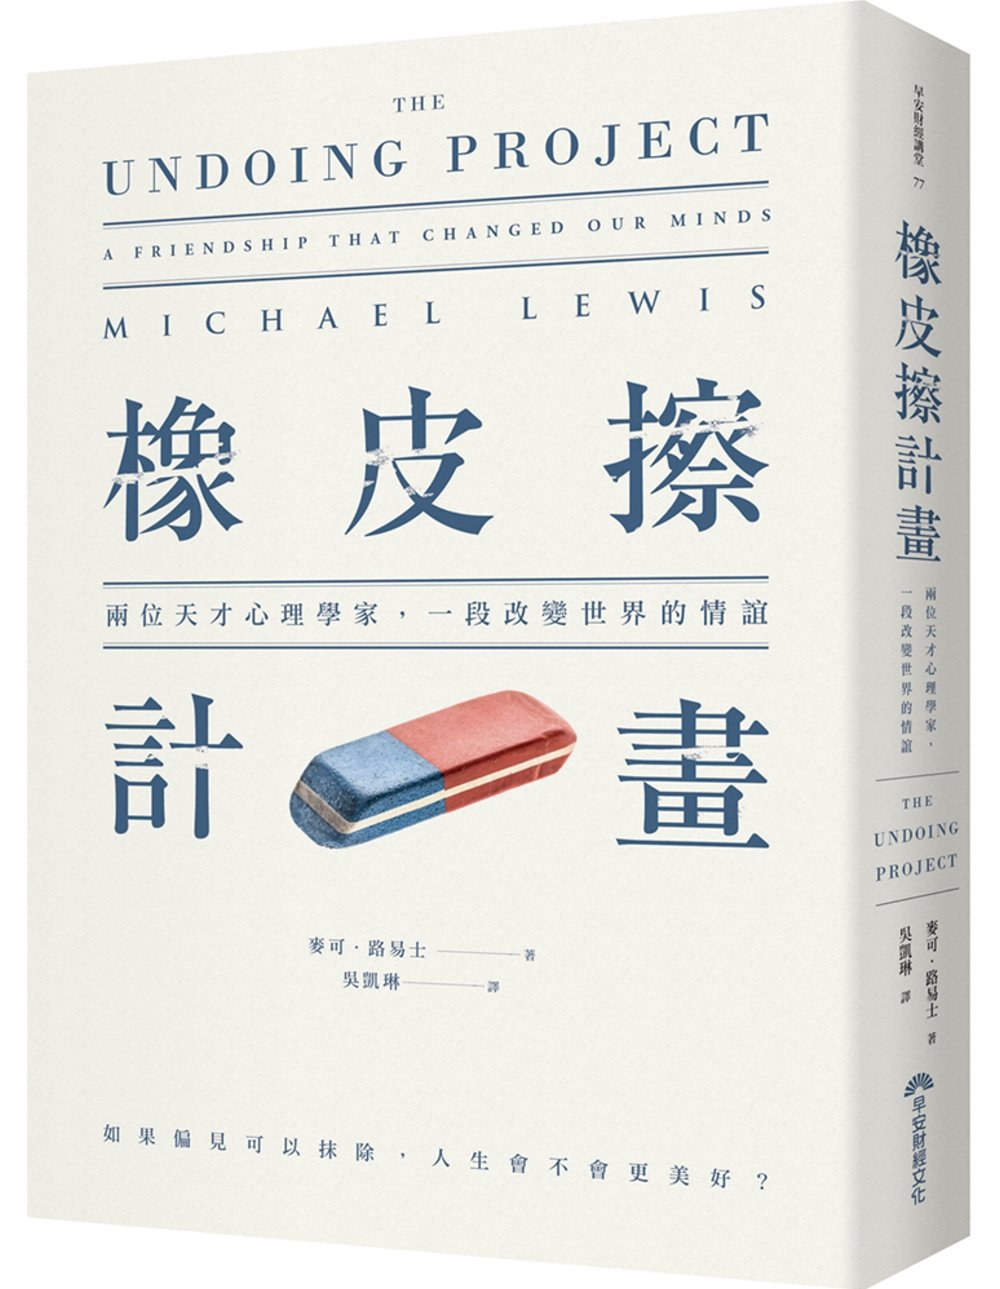 THE
UNDOING PROJECT
A FRIENDSHIP THAT CHANGED OUR MINDS
MICHAEL LEWIS
橡皮擦
兩位天才心理學家，一段改變世界的情誼
計畫
麥可·路易士 著
吳凱琳 譯
如果偏見可以抹除，人生會不會更美好？
早安財經講堂 77
橡皮擦計畫
兩位天才心理學家，
一段改變世界的情誼
THE
UNDOING
PROJECT
麥可·路易士 著
吳凱琳 譯
早安財經文化